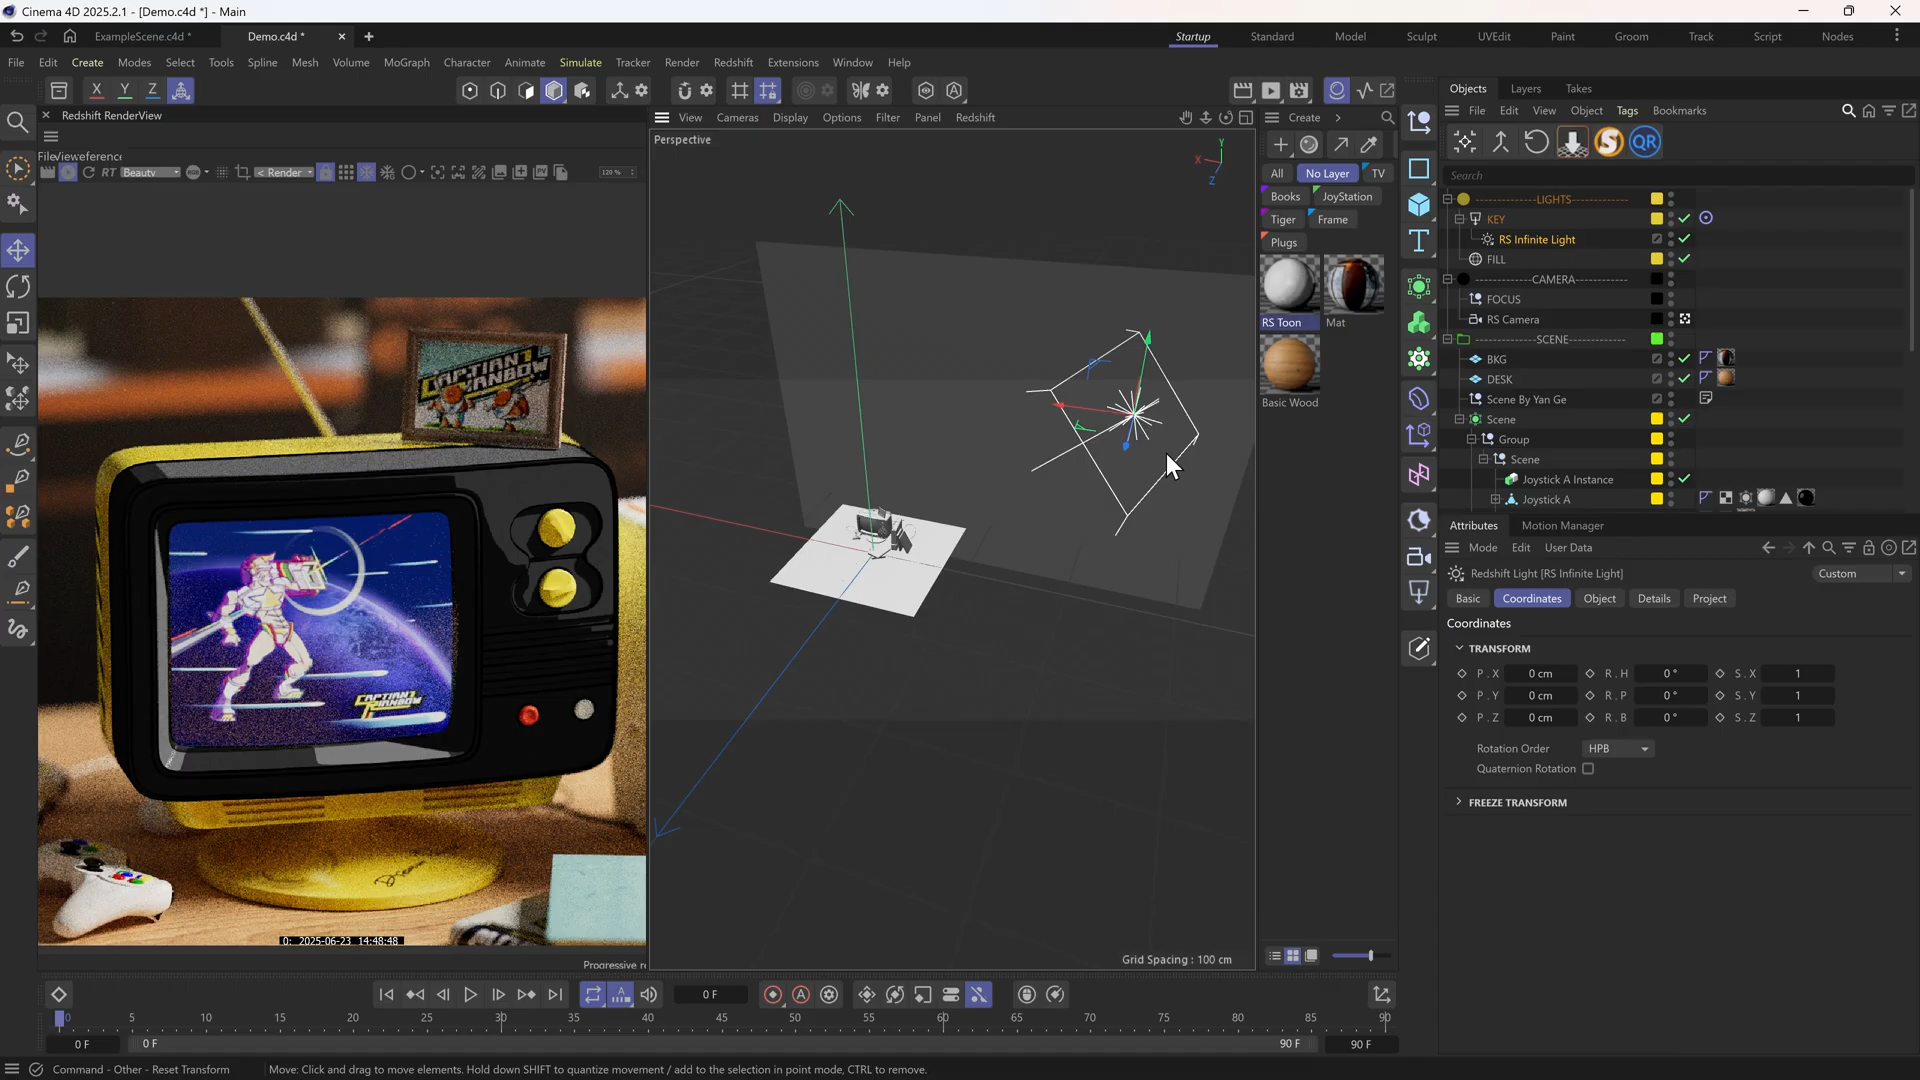 Cinema 4D 2025.2.1 - [Demo.c4d *] - Main
ExampleScene.c4d *
Demo.c4d *
Startup
Standard
Model
Sculpt
UVEdit
Paint
Groom
Track
Script
Nodes
File Edit Create Modes Select Tools Spline Mesh Volume MoGraph Character Animate Simulate Tracker Render Redshift Extensions Window Help
X Y Z
Redshift RenderView
File View eference
RT Beauty < Render 120 %
CAPTIAN
RAINBOW
CAPTIAN
RAINBOW
0: 2025-06-23 14:48:48
Progressive re
View Cameras Display Options Filter Panel Redshift
Perspective
Y
X
Z
Grid Spacing : 100 cm
Create
All No Layer TV
Books JoyStation
Tiger Frame
Plugs
RS Toon
Mat
Basic Wood
Objects Layers Takes
File Edit View Object Tags Bookmarks
S QR
Search
--------------LIGHTS--------------
KEY
RS Infinite Light
FILL
--------------CAMERA-------------
FOCUS
RS Camera
---------------SCENE--------------
BKG
DESK
Scene By Yan Ge
Scene
Group
Scene
Joystick A Instance
Joystick A
Attributes Motion Manager
Mode Edit User Data
Redshift Light [RS Infinite Light]
Custom
Basic Coordinates Object Details Project
Coordinates
TRANSFORM
P . X 0 cm R . H 0 ° S . X 1
P . Y 0 cm R . P 0 ° S . Y 1
P . Z 0 cm R . B 0 ° S . Z 1
Rotation Order HPB
Quaternion Rotation
FREEZE TRANSFORM
0 F
0 5 10 15 20 25 30 35 40 45 50 55 60 65 70 75 80 85 90
0 F 0 F 90 F 90 F
Command - Other - Reset Transform
Move: Click and drag to move elements. Hold down SHIFT to quantize movement / add to the selection in point mode, CTRL to remove.